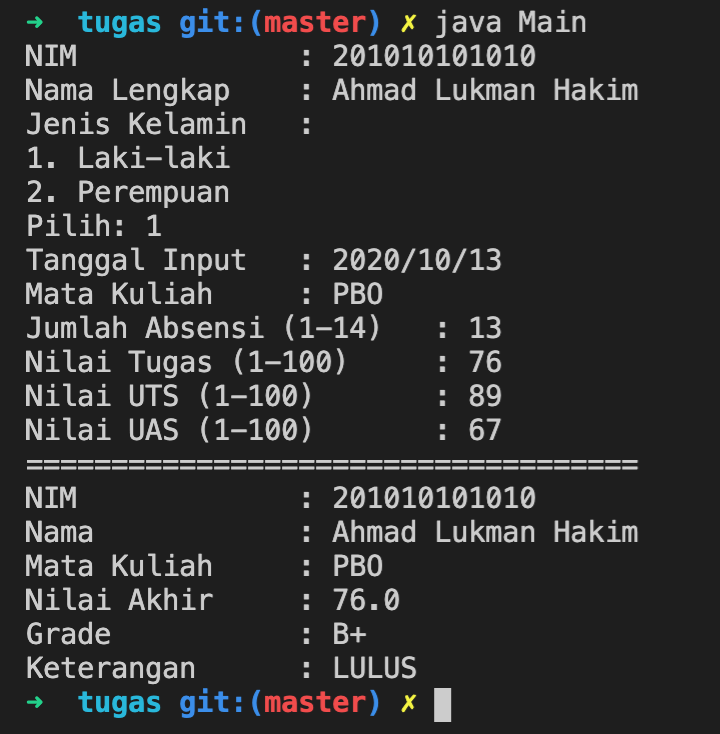 ➜  tugas git:(master) ✗ java Main
NIM             : 201010101010
Nama Lengkap    : Ahmad Lukman Hakim
Jenis Kelamin   :
1. Laki-laki
2. Perempuan
Pilih: 1
Tanggal Input   : 2020/10/13
Mata Kuliah     : PBO
Jumlah Absensi (1-14)   : 13
Nilai Tugas (1-100)     : 76
Nilai UTS (1-100)       : 89
Nilai UAS (1-100)       : 67
====================================
NIM             : 201010101010
Nama            : Ahmad Lukman Hakim
Mata Kuliah     : PBO
Nilai Akhir     : 76.0
Grade           : B+
Keterangan      : LULUS
➜  tugas git:(master) ✗